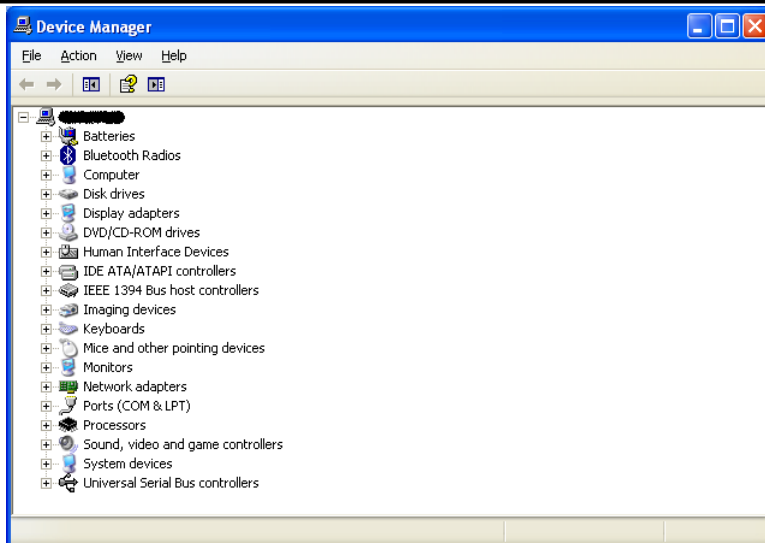 Device Manager
File Action View Help
Batteries
Bluetooth Radios
Computer
Disk drives
Display adapters
DVD/CD-ROM drives
Human Interface Devices
IDE ATA/ATAPI controllers
IEEE 1394 Bus host controllers
Imaging devices
Keyboards
Mice and other pointing devices
Monitors
Network adapters
Ports (COM & LPT)
Processors
Sound, video and game controllers
System devices
Universal Serial Bus controllers